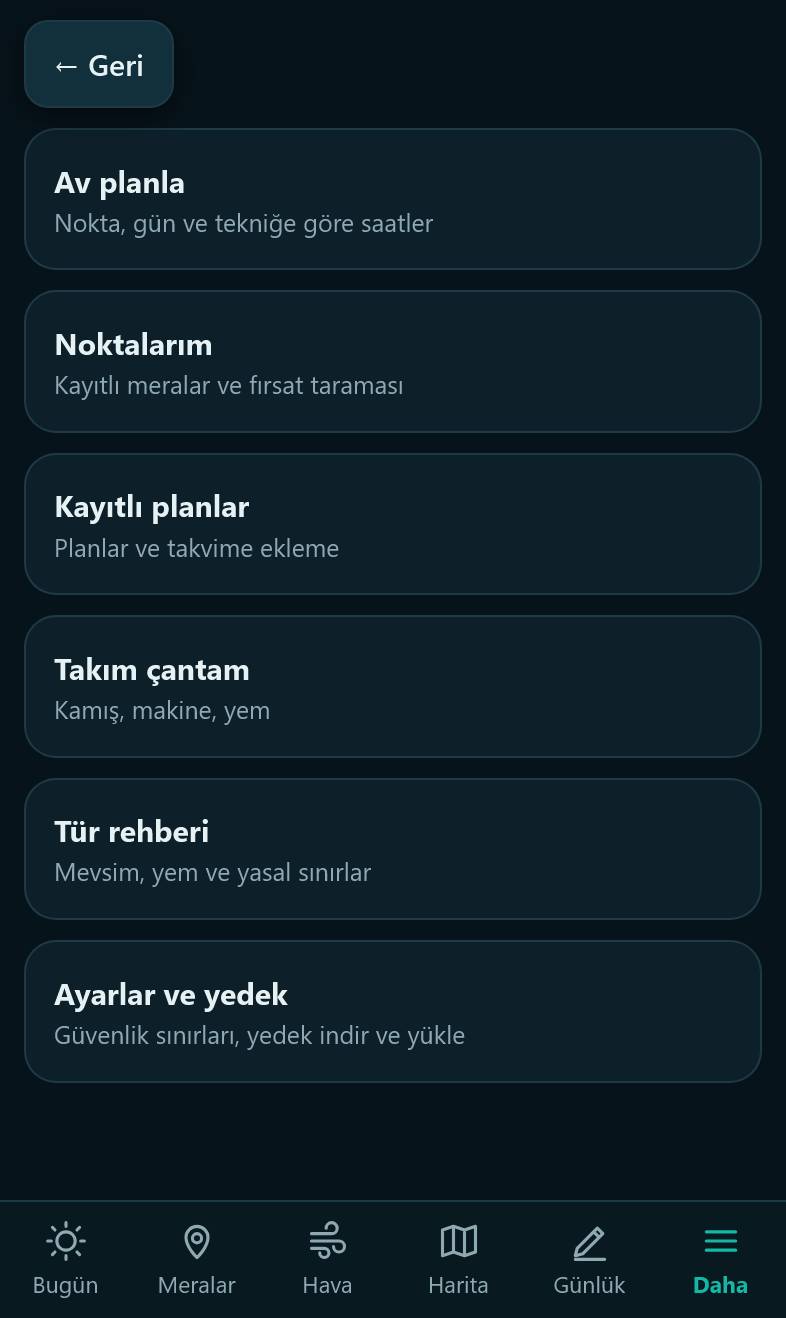 ← Geri
Av planla
Nokta, gün ve tekniğe göre saatler
Noktalarım
Kayıtlı meralar ve fırsat taraması
Kayıtlı planlar
Planlar ve takvime ekleme
Takım çantam
Kamış, makine, yem
Tür rehberi
Mevsim, yem ve yasal sınırlar
Ayarlar ve yedek
Güvenlik sınırları, yedek indir ve yükle
Bugün Meralar Hava Harita Günlük Daha